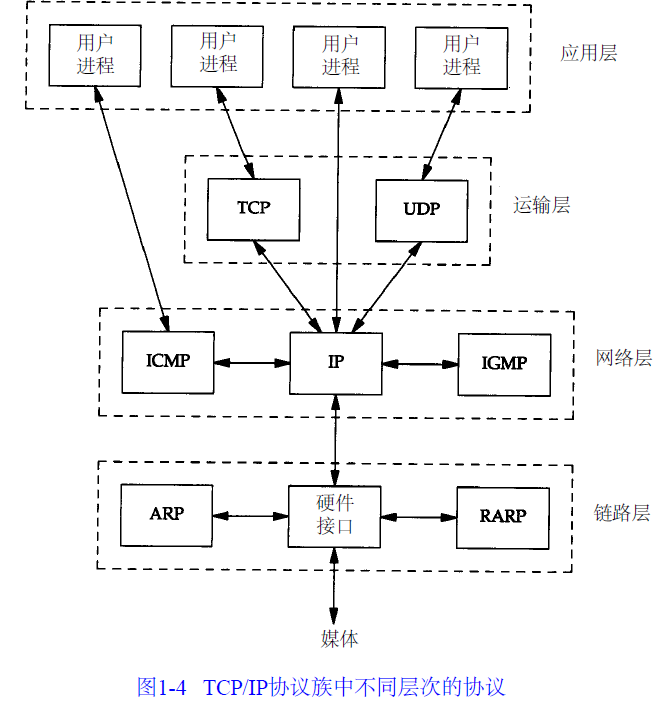 用户 用户 用户 用户
进程 进程 进程 进程
应用层
TCP UDP 运输层
ICMP IP IGMP 网络层
ARP 硬件接口 RARP 链路层
媒体
图1-4 TCP/IP协议族中不同层次的协议